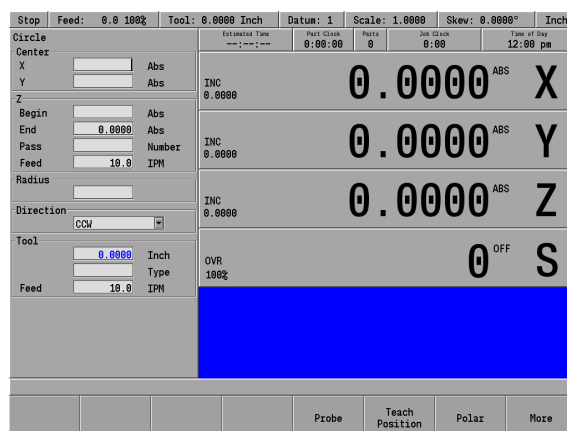 Stop Feed: 0.0 100% Tool: 0.0000 Inch Datum: 1 Scale: 1.0000 Skew: 0.0000° Inch
Circle
Estimated Time Part Clock Parts Job Clock Time of Day
--:--:-- 0:00:00 0 0:00 12:00 pm
Center
X Abs
Y Abs
Z
Begin Abs
End 0.0000 Abs
Pass Number
Feed 10.0 IPM
Radius
Direction
CCW
Tool
0.0000 Inch
Type
Feed 10.0 IPM
INC
0.0000
0.0000 ABS X
INC
0.0000
0.0000 ABS Y
INC
0.0000
0.0000 ABS Z
OVR
100%
0 OFF S
Probe Teach Position Polar More